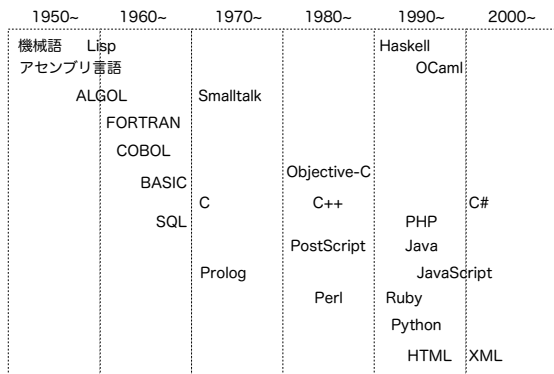 1950~ 1960~ 1970~ 1980~ 1990~ 2000~
機械語 Lisp Haskell
アセンブリ言語 OCaml
ALGOL Smalltalk
FORTRAN
COBOL
Objective-C
BASIC
C C++ C#
SQL PHP
PostScript Java
Prolog JavaScript
Perl Ruby
Python
HTML XML